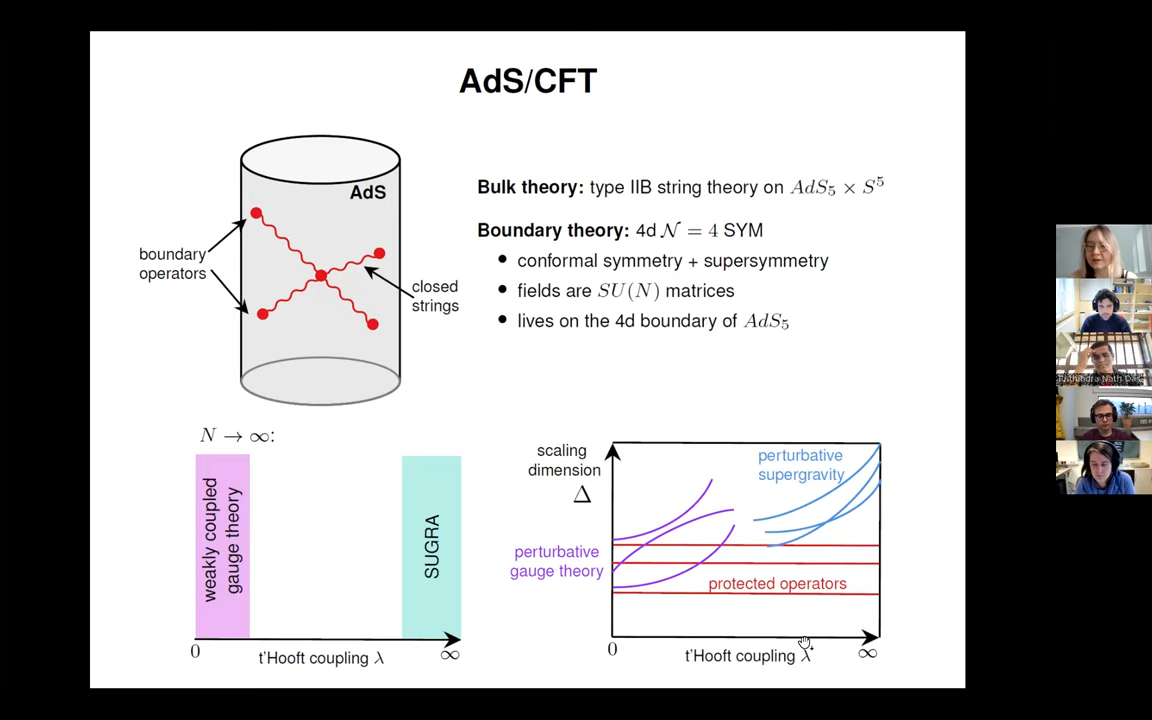 AdS/CFT
AdS
boundary
operators
closed
strings
Bulk theory: type IIB string theory on AdS₅ × S⁵
Boundary theory: 4d 𝒩 = 4 SYM
• conformal symmetry + supersymmetry
• fields are SU(N) matrices
• lives on the 4d boundary of AdS₅
N → ∞:
weakly coupled
gauge theory
SUGRA
0
t'Hooft coupling λ
∞
scaling
dimension
Δ
perturbative
supergravity
perturbative
gauge theory
protected operators
0
t'Hooft coupling λ
∞